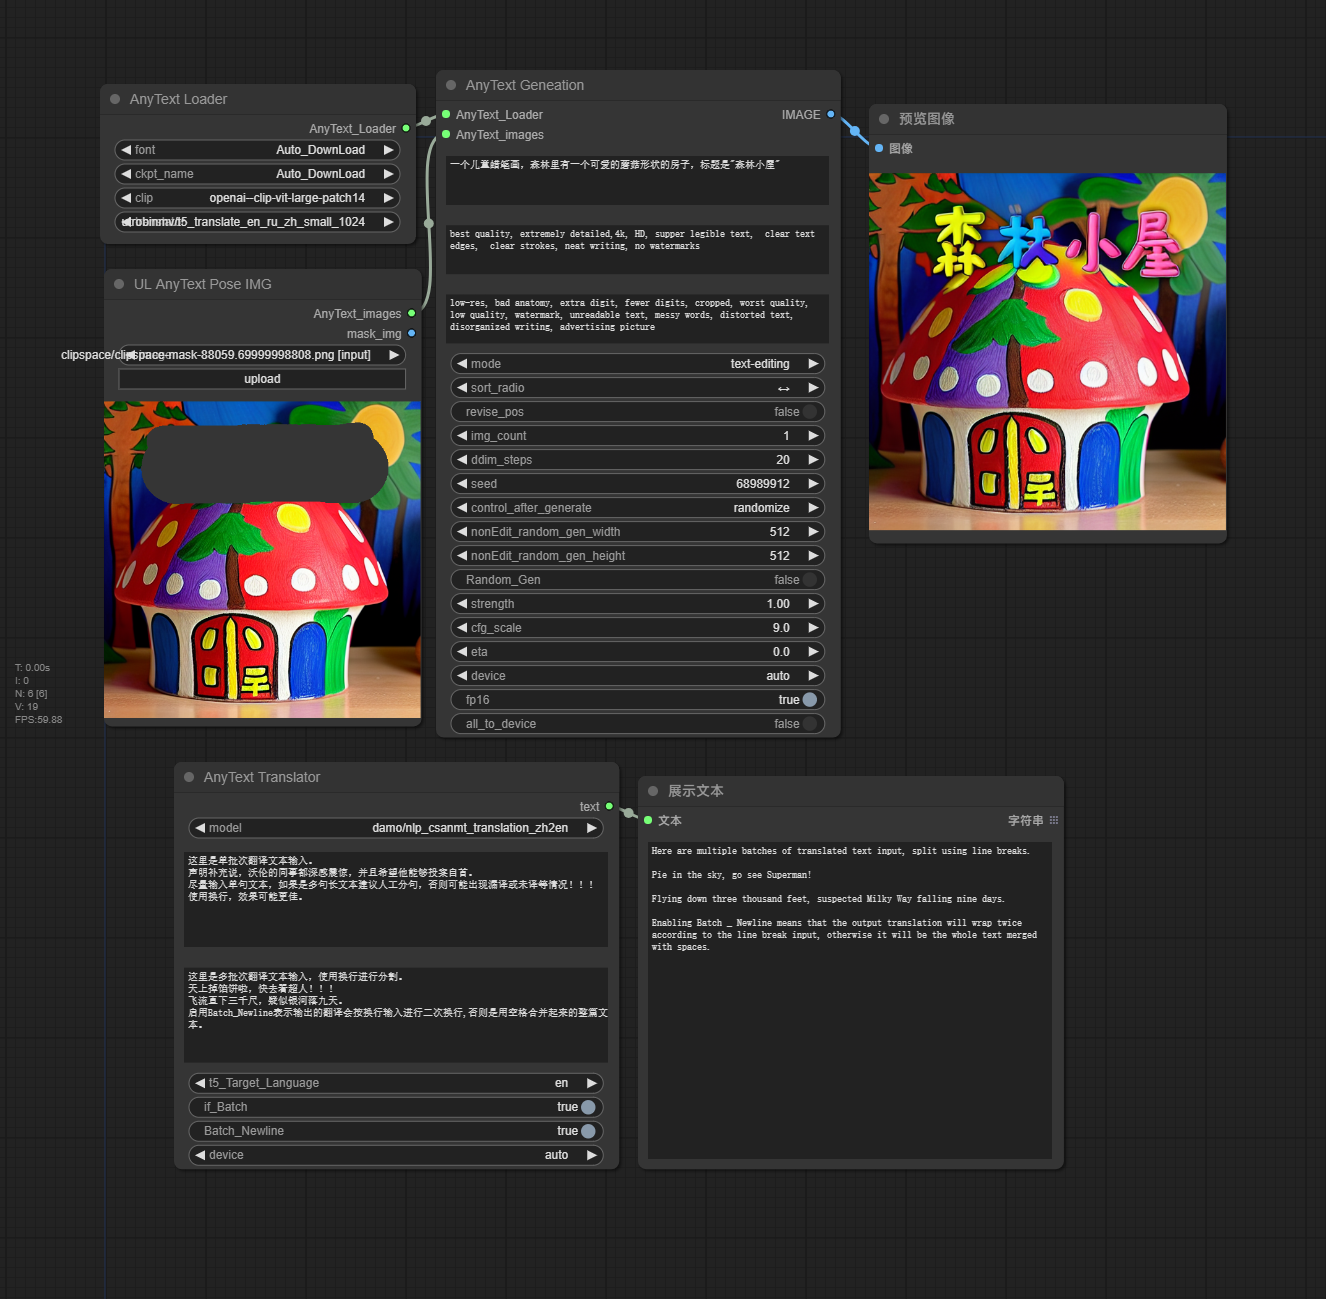 AnyText Loader
AnyText_Loader
font Auto_DownLoad
ckpt_name Auto_DownLoad
clip openai--clip-vit-large-patch14
t5_translate_en_ru_zh_small_1024
UL AnyText Pose IMG
AnyText_images
mask_img
mask-88059.69999998808.png [input]
upload
AnyText Geneation
AnyText_Loader IMAGE
AnyText_images
一个儿童蜡笔画，森林里有一个可爱的蘑菇形状的房子，标题是"森林小屋"
best quality, extremely detailed,4k, HD, supper legible text,  clear text
edges,  clear strokes, neat writing, no watermarks
low-res, bad anatomy, extra digit, fewer digits, cropped, worst quality,
low quality, watermark, unreadable text, messy words, distorted text,
disorganized writing, advertising picture
mode text-editing
sort_radio ↔
revise_pos false
img_count 1
ddim_steps 20
seed 68989912
control_after_generate randomize
nonEdit_random_gen_width 512
nonEdit_random_gen_height 512
Random_Gen false
strength 1.00
cfg_scale 9.0
eta 0.0
device auto
fp16 true
all_to_device false
预览图像
图像
森林小屋
T: 0.00s
I: 0
N: 6 [6]
V: 19
FPS:59.88
AnyText Translator
text
model damo/nlp_csanmt_translation_zh2en
这里是单批次翻译文本输入。
声明补充说，沃伦的同事都深感震惊，并且希望他能够投案自首。
尽量输入单句文本，如果是多句长文本建议人工分句，否则可能出现漏译或未译等情况！！！
使用换行，效果可能更佳。
这里是多批次翻译文本输入，使用换行进行分割。
天上掉馅饼啦，快去看超人！！！
飞流直下三千尺，疑似银河落九天。
启用Batch_Newline表示输出的翻译会按换行输入进行二次换行,否则是用空格合并起来的整篇文
本。
t5_Target_Language en
if_Batch true
Batch_Newline true
device auto
展示文本
文本 字符串
Here are multiple batches of translated text input, split using line breaks.
Pie in the sky, go see Superman!
Flying down three thousand feet, suspected Milky Way falling nine days.
Enabling Batch _ Newline means that the output translation will wrap twice
according to the line break input, otherwise it will be the whole text merged
with spaces.